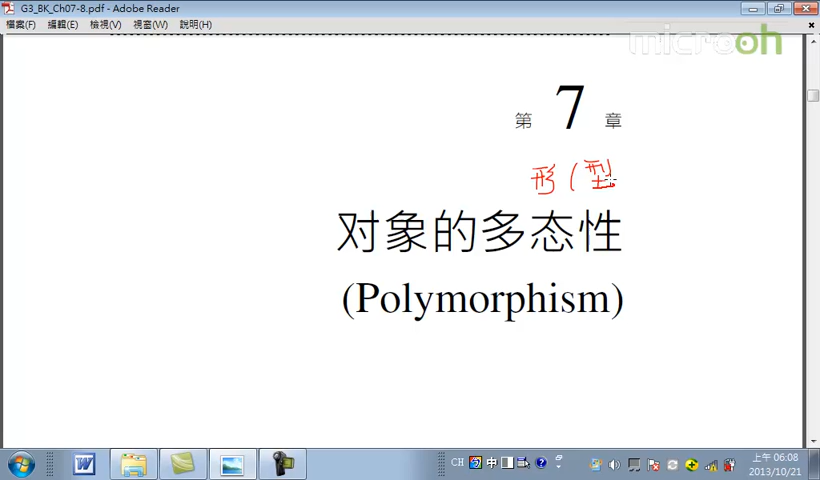 G3_BK_Ch07-8.pdf - Adobe Reader
檔案(F) 編輯(E) 檢視(V) 視窗(W) 說明(H)
microoh
第 7 章
形(型
对象的多态性
(Polymorphism)
CH 中
上午 06:08
2013/10/21